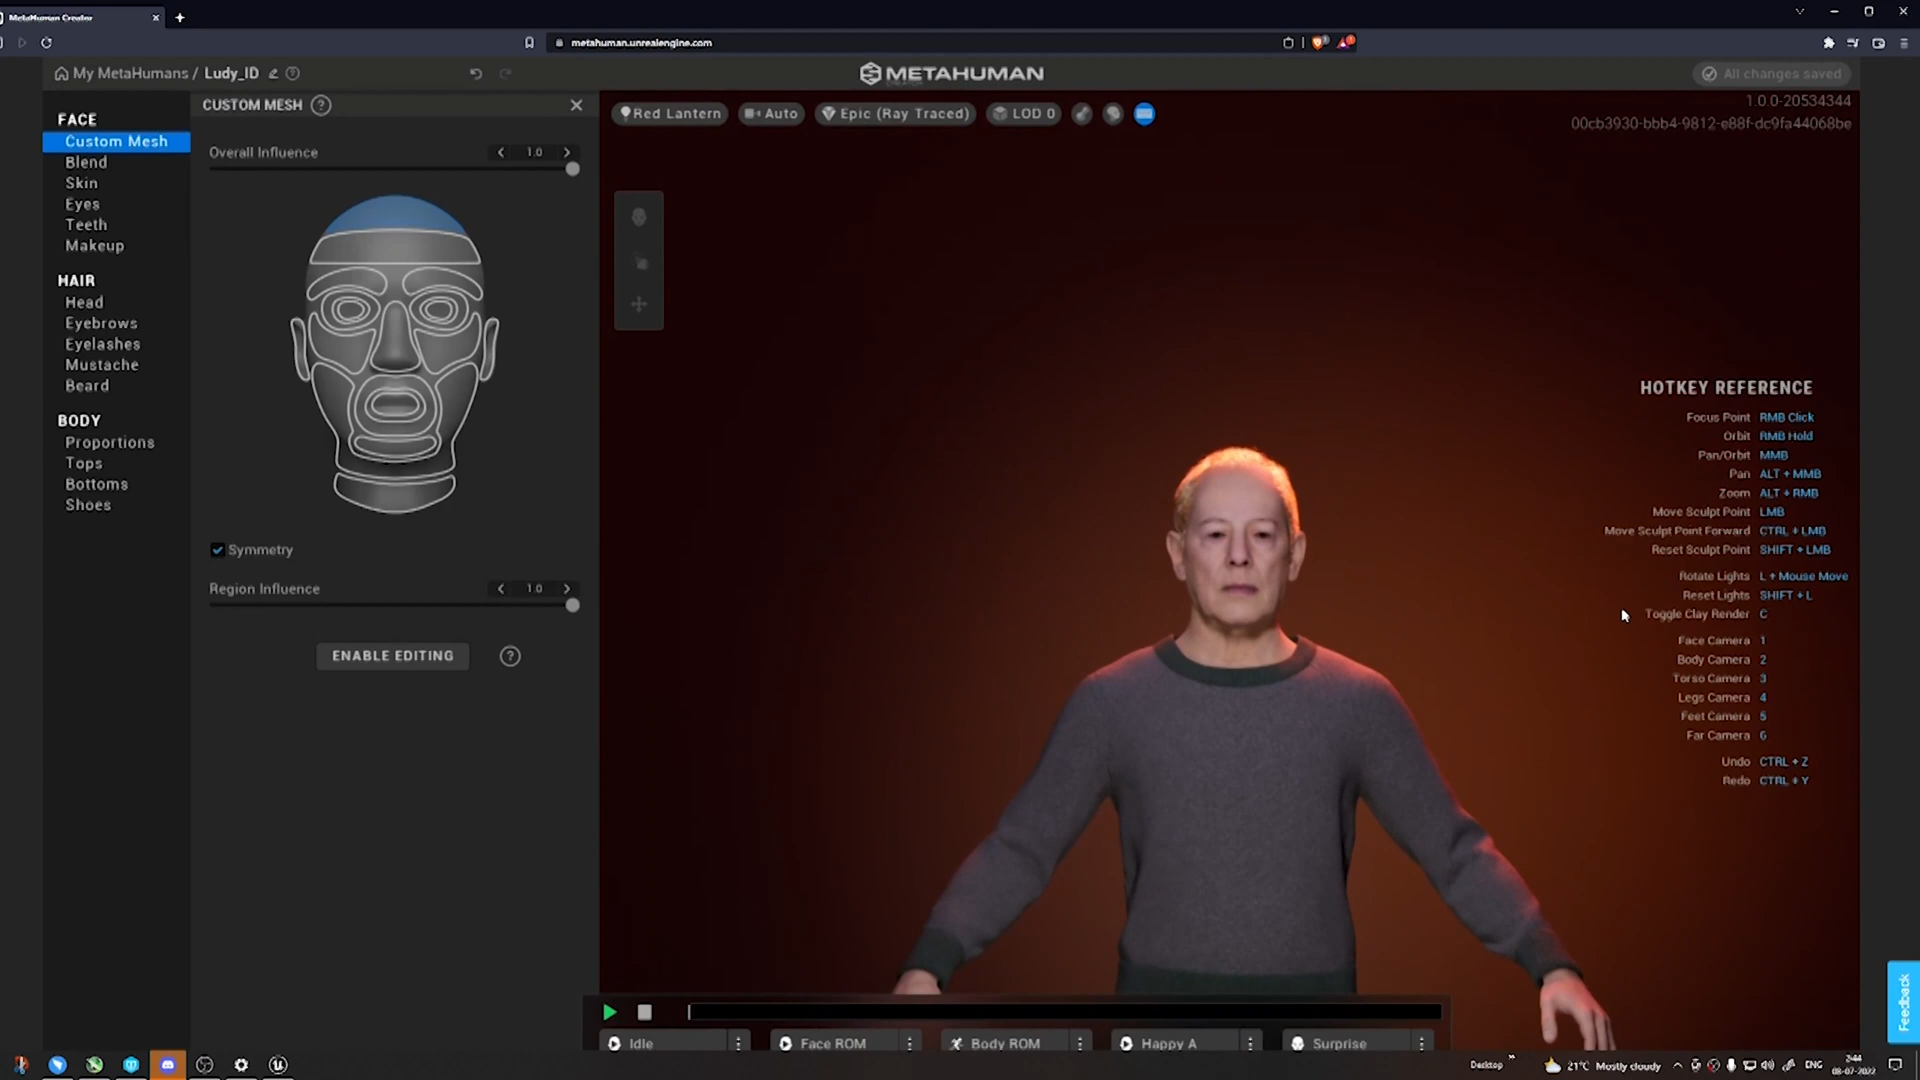 MetaHuman Creator
metahuman.unrealengine.com
My MetaHumans / Ludy_ID
METAHUMAN
CREATOR
All changes saved
1.0.0-20534344
00cb3930-bbb4-9812-e88f-dc9fa44068be
FACE
Custom Mesh
Blend
Skin
Eyes
Teeth
Makeup
HAIR
Head
Eyebrows
Eyelashes
Mustache
Beard
BODY
Proportions
Tops
Bottoms
Shoes
CUSTOM MESH
Overall Influence 1.0
Symmetry
Region Influence 1.0
ENABLE EDITING
Red Lantern
Auto
Epic (Ray Traced)
LOD 0
HOTKEY REFERENCE
Focus Point RMB Click
Orbit RMB Hold
Pan/Orbit MMB
Pan ALT + MMB
Zoom ALT + RMB
Move Sculpt Point LMB
Move Sculpt Point Forward CTRL + LMB
Reset Sculpt Point SHIFT + LMB
Rotate Lights L + Mouse Move
Reset Lights SHIFT + L
Toggle Clay Render C
Face Camera 1
Body Camera 2
Torso Camera 3
Legs Camera 4
Feet Camera 5
Far Camera 6
Undo CTRL + Z
Redo CTRL + Y
Feedback
Idle
Face ROM
Body ROM
Happy A
Surprise
Desktop
21°C Mostly cloudy
ENG
2:44
08-07-2022